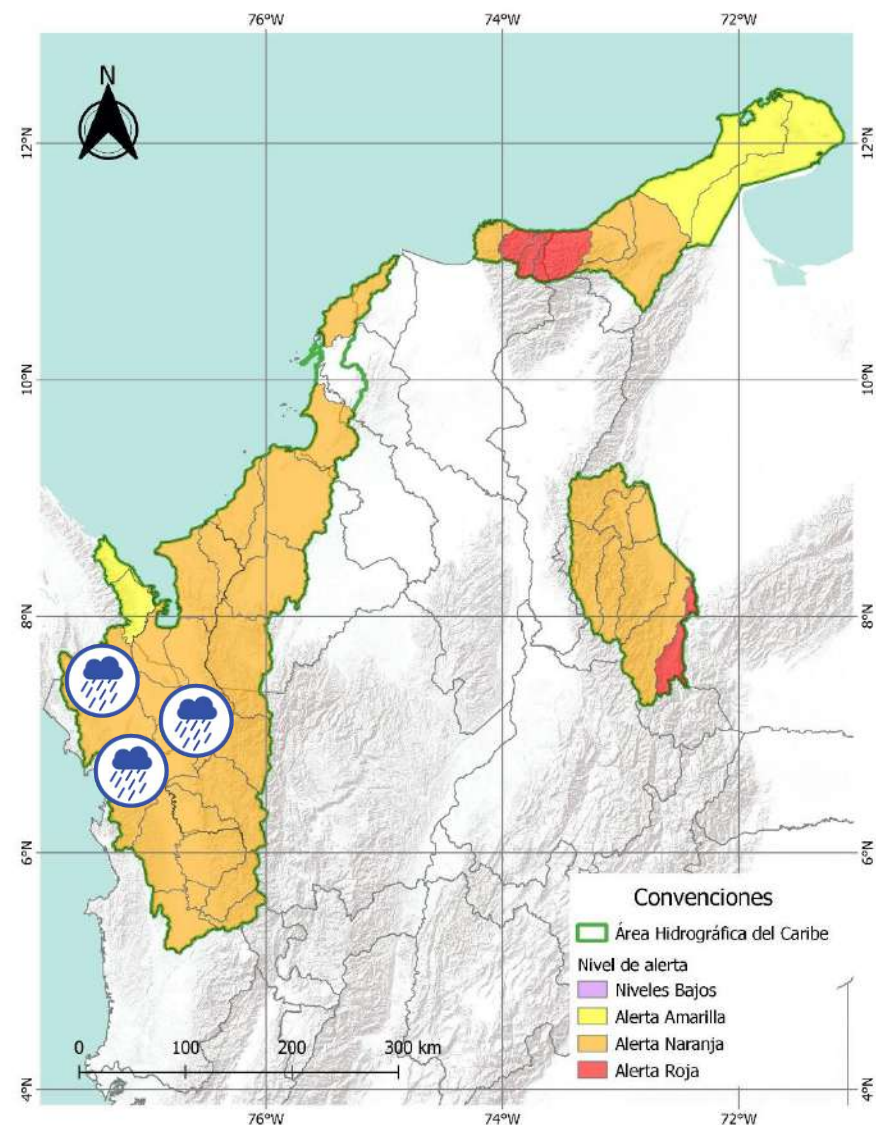 76°W 74°W 72°W
N
12°N 12°N
10°N 10°N
8°N 8°N
6°N 6°N
Convenciones
Área Hidrográfica del Caribe
Nivel de alerta
Niveles Bajos
Alerta Amarilla
Alerta Naranja
Alerta Roja
0 100 200 300 km
4°N 4°N
76°W 74°W 72°W